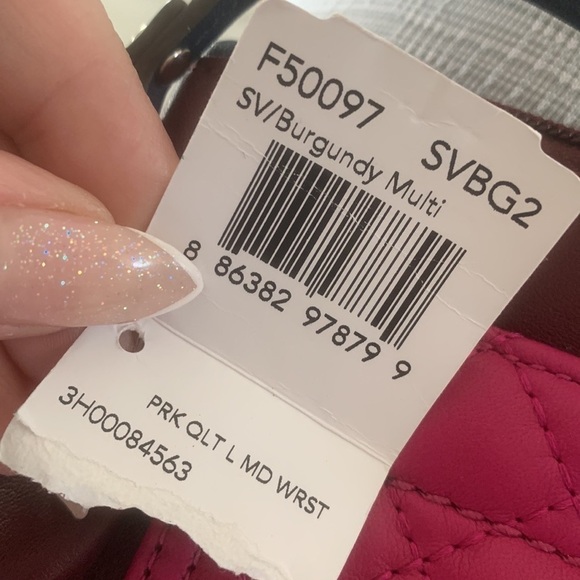 F50097 SVBG2
SV/Burgundy Multi
8 86382 97879 9
PRK QLT L MD WRST
3H00084563